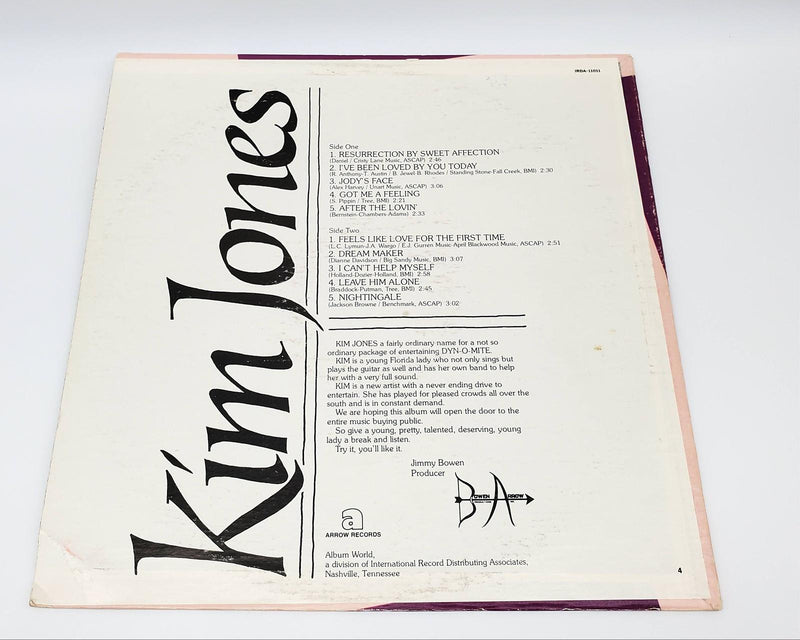 IRDA-11011
Kim Jones
Side One
1. RESURRECTION BY SWEET AFFECTION
(Daniel / Cristy Lane Music, ASCAP) 2:46
2. I'VE BEEN LOVED BY YOU TODAY
(R. Anthony-T. Austin / B. Jewel-B. Rhodes / Standing Stone-Fall Creek, BMI) 2:30
3. JODY'S FACE
(Alex Harvey / Unart Music, ASCAP) 3:06
4. GOT ME A FEELING
(S. Pippin / Tree, BMI) 2:21
5. AFTER THE LOVIN'
(Bernstein-Chambers-Adams) 2:33
Side Two
1. FEELS LIKE LOVE FOR THE FIRST TIME
(L.C. Lymun-J.A. Wargo / E.J. Gurren Music-April Blackwood Music, ASCAP) 2:51
2. DREAM MAKER
(Dianne Davidson / Big Sandy Music, BMI) 3:07
3. I CAN'T HELP MYSELF
(Holland-Dozier-Holland, BMI) 2:58
4. LEAVE HIM ALONE
(Braddock-Putman, Tree, BMI) 2:45
5. NIGHTINGALE
(Jackson Browne / Benchmark, ASCAP) 3:02
KIM JONES a fairly ordinary name for a not so
ordinary package of entertaining DYN-O-MITE.
KIM is a young Florida lady who not only sings but
plays the guitar as well and has her own band to help
her with a very full sound.
KIM is a new artist with a never ending drive to
entertain. She has played for pleased crowds all over the
south and is in constant demand.
We are hoping this album will open the door to the
entire music buying public.
So give a young, pretty, talented, deserving, young
lady a break and listen.
Try it, you'll like it.
Jimmy Bowen
Producer
BOWEN ARROW
a
ARROW RECORDS
Album World,
a division of International Record Distributing Associates,
Nashville, Tennessee
4